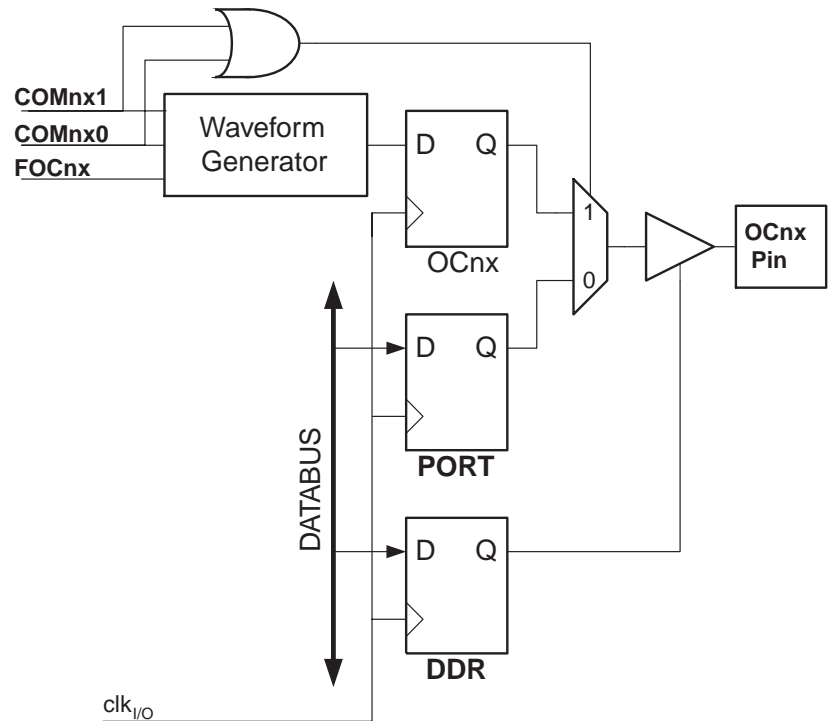 COMnx1
COMnx0
FOCnx
Waveform
Generator
D Q
OCnx
1
0
OCnx
Pin
D Q
PORT
DATABUS
D Q
DDR
clkI/O